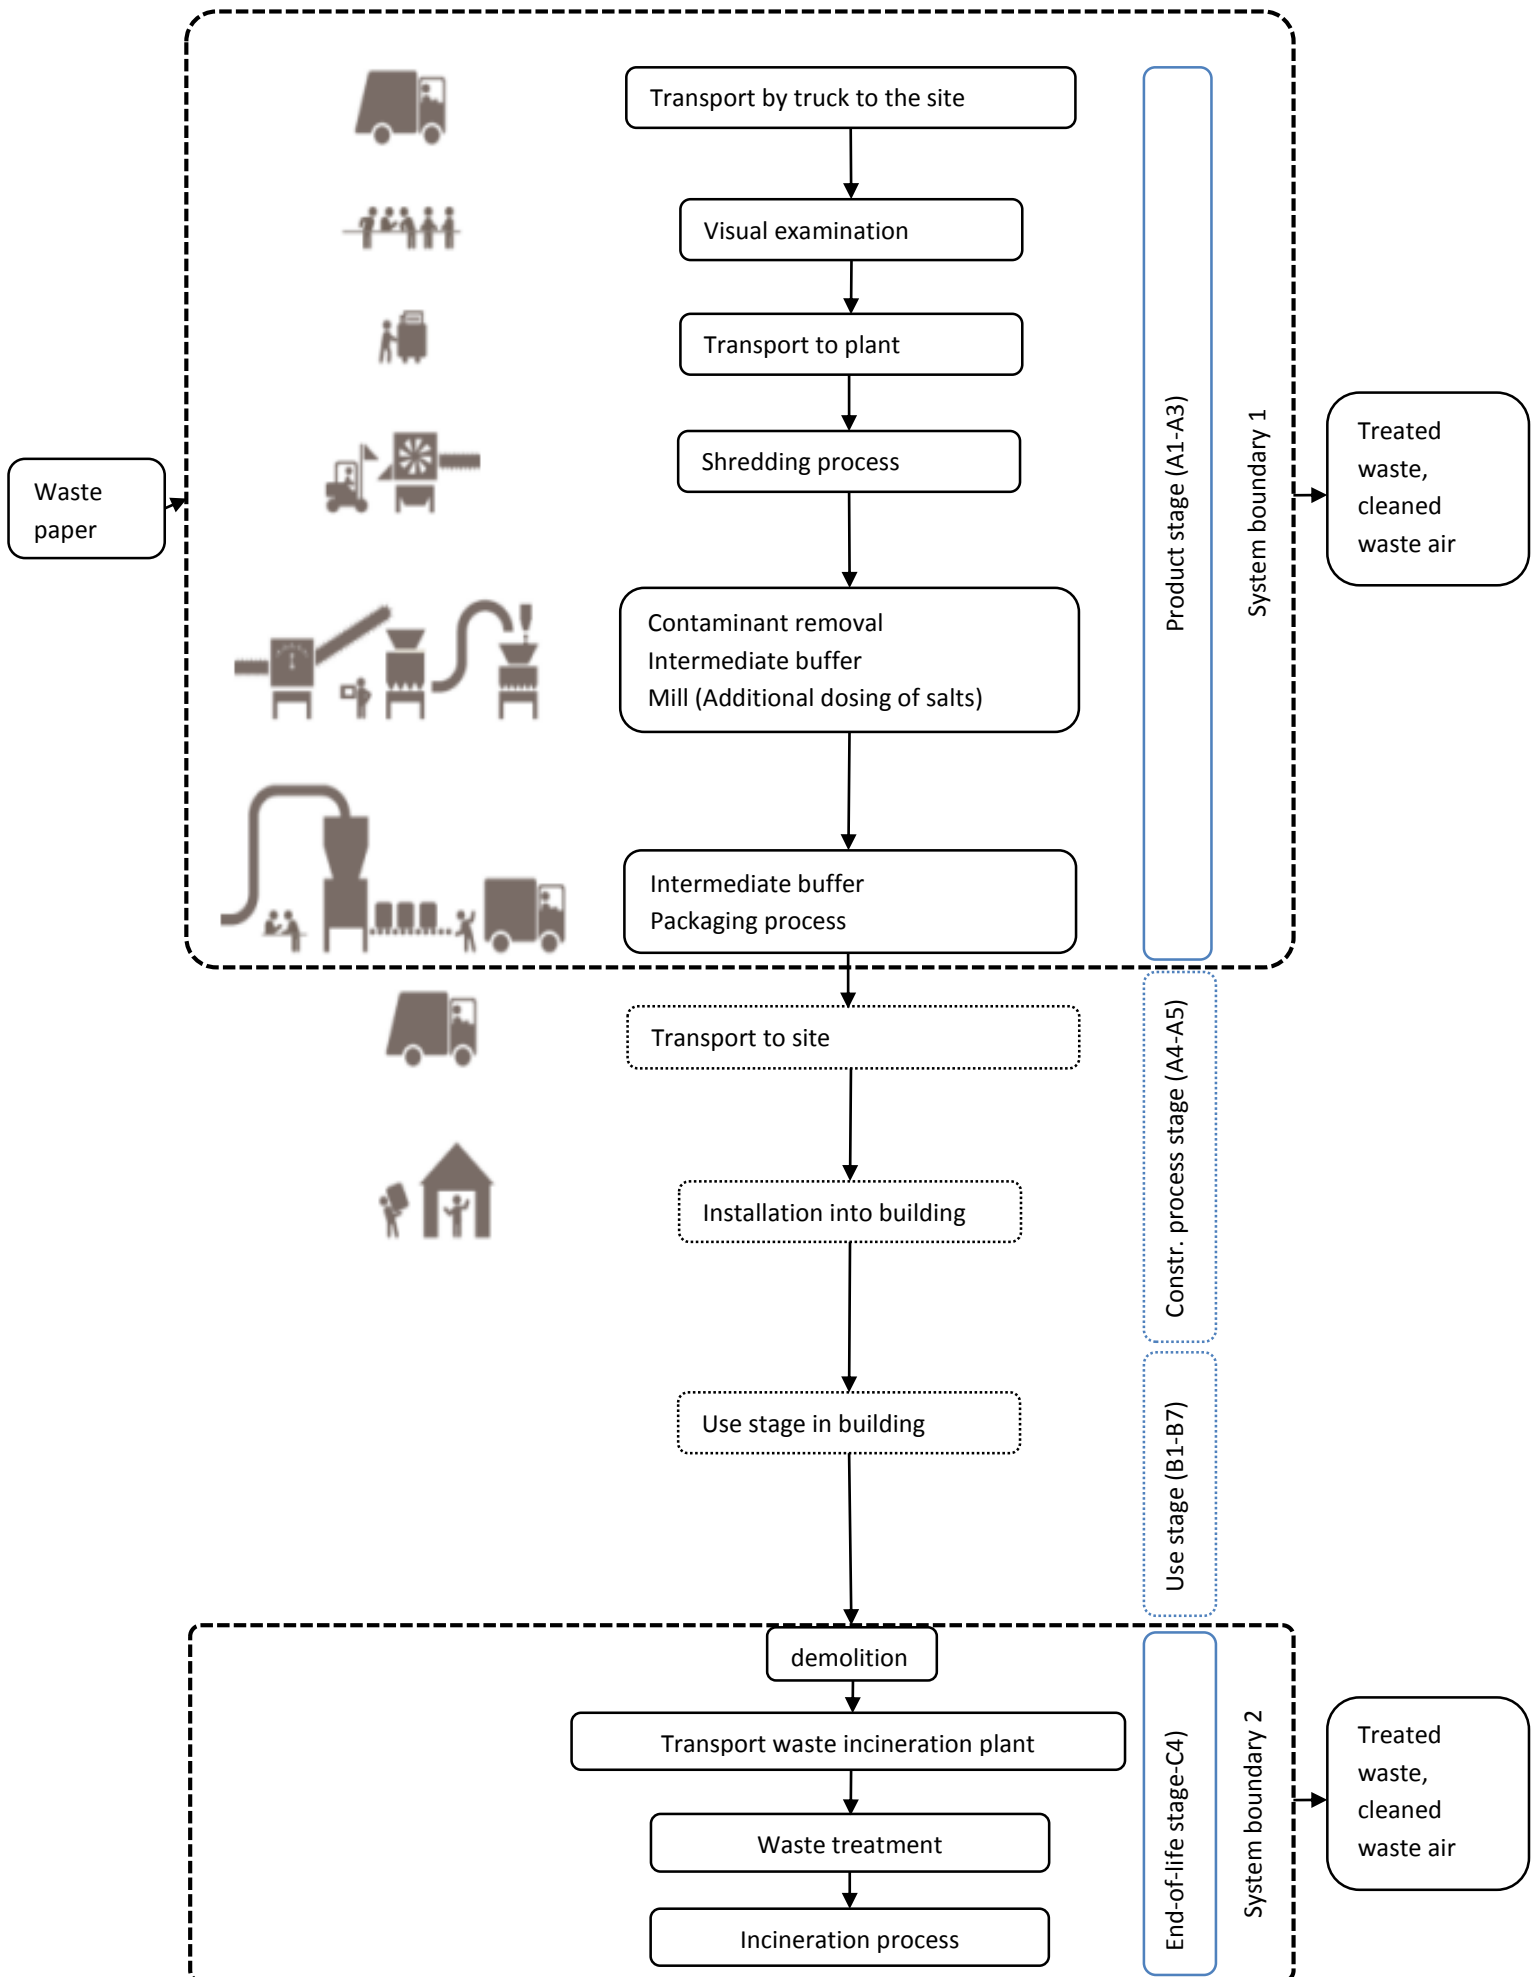 Transport by truck to the site
Visual examination
Transport to plant
Shredding process
Waste
paper
Contaminant removal
Intermediate buffer
Mill (Additional dosing of salts)
Intermediate buffer
Packaging process
Product stage (A1-A3)
System boundary 1
Treated
waste,
cleaned
waste air
Transport to site
Installation into building
Constr. process stage (A4-A5)
Use stage in building
Use stage (B1-B7)
demolition
Transport waste incineration plant
Waste treatment
Incineration process
End-of-life stage-C4)
System boundary 2
Treated
waste,
cleaned
waste air